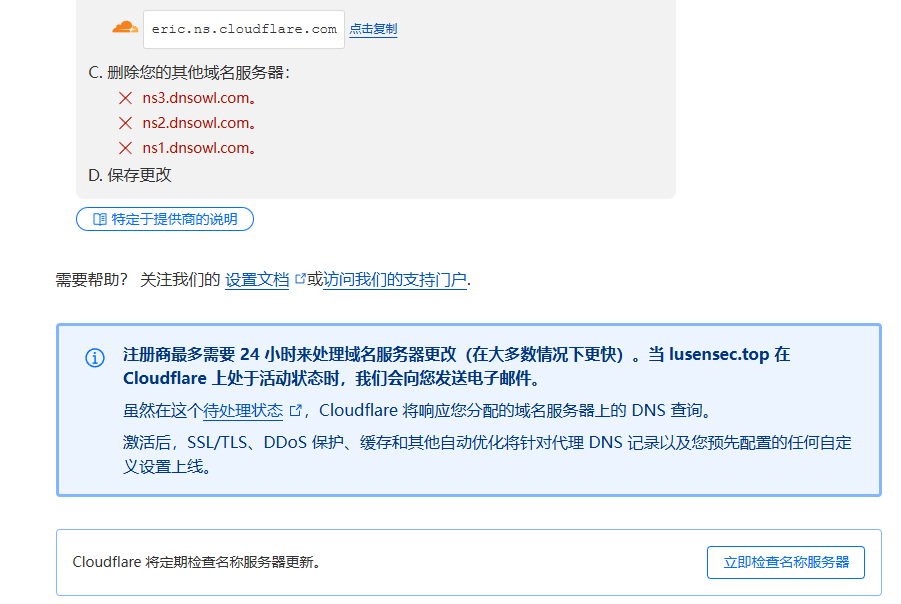 eric.ns.cloudflare.com 点击复制
C. 删除您的其他域名服务器：
ns3.dnsowl.com。
ns2.dnsowl.com。
ns1.dnsowl.com。
D. 保存更改
特定于提供商的说明
需要帮助？ 关注我们的 设置文档 或访问我们的支持门户.
注册商最多需要 24 小时来处理域名服务器更改（在大多数情况下更快）。当 lusensec.top 在
Cloudflare 上处于活动状态时，我们会向您发送电子邮件。
虽然在这个待处理状态 ，Cloudflare 将响应您分配的域名服务器上的 DNS 查询。
激活后，SSL/TLS、DDoS 保护、缓存和其他自动优化将针对代理 DNS 记录以及您预先配置的任何自定
义设置上线。
Cloudflare 将定期检查名称服务器更新。 立即检查名称服务器